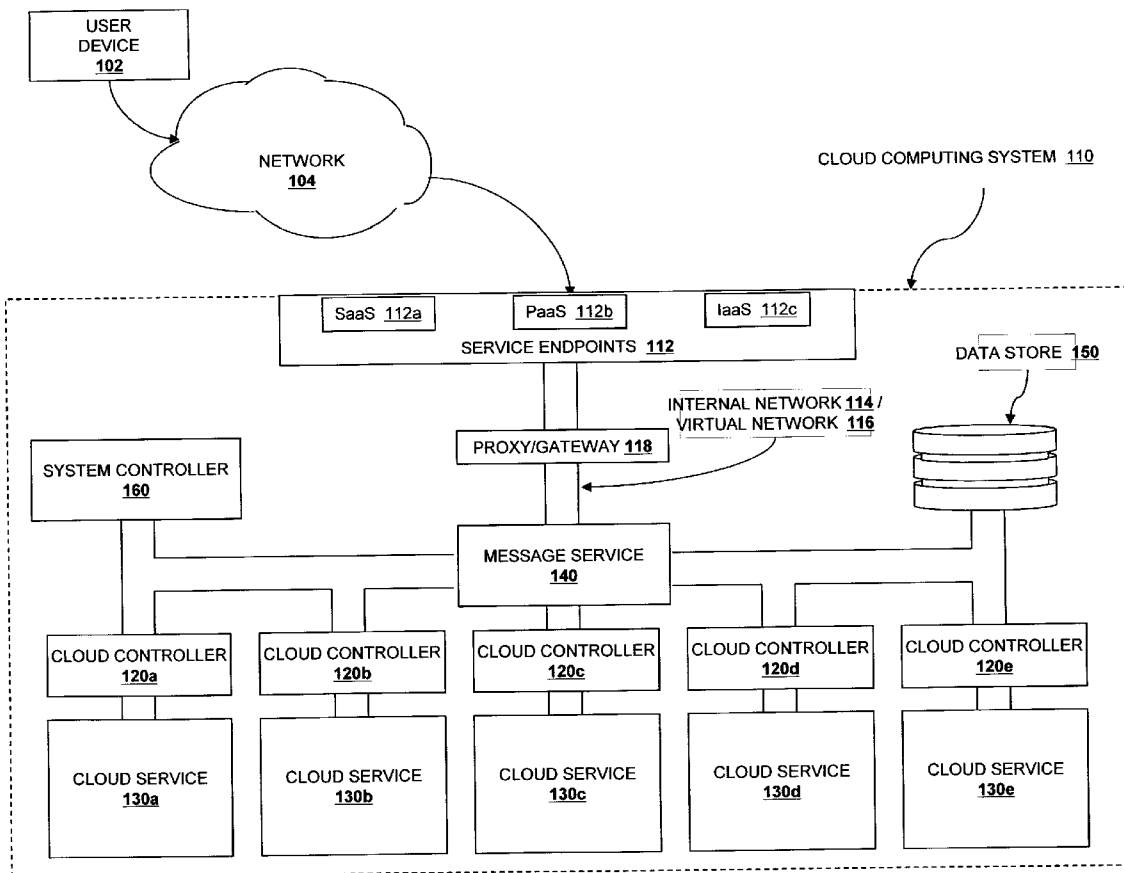 USER
DEVICE
102
NETWORK
104
CLOUD COMPUTING SYSTEM 110
SaaS 112a
PaaS 112b
IaaS 112c
SERVICE ENDPOINTS 112
DATA STORE 150
INTERNAL NETWORK 114 /
VIRTUAL NETWORK 116
PROXY/GATEWAY 118
SYSTEM CONTROLLER
160
MESSAGE SERVICE
140
CLOUD CONTROLLER
120a
CLOUD CONTROLLER
120b
CLOUD CONTROLLER
120c
CLOUD CONTROLLER
120d
CLOUD CONTROLLER
120e
CLOUD SERVICE
130a
CLOUD SERVICE
130b
CLOUD SERVICE
130c
CLOUD SERVICE
130d
CLOUD SERVICE
130e